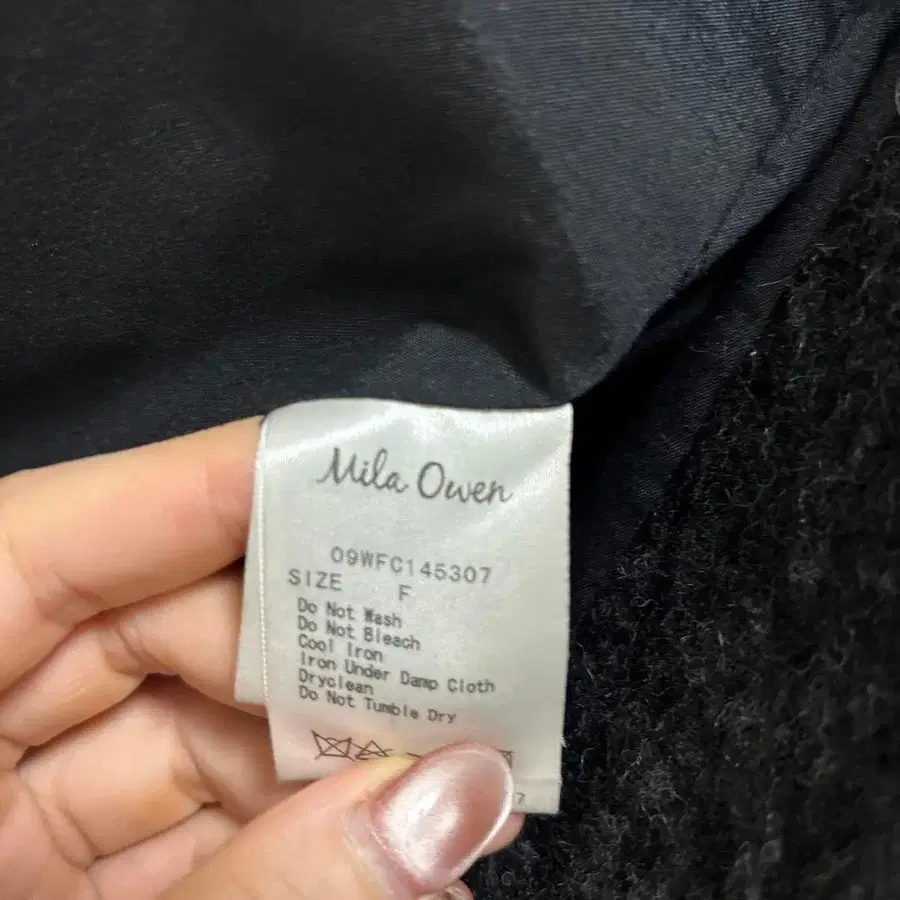 Mila Owen
09WFC145307
SIZE F
Do Not Wash
Do Not Bleach
Cool Iron
Iron Under Damp Cloth
Dryclean
Do Not Tumble Dry
7